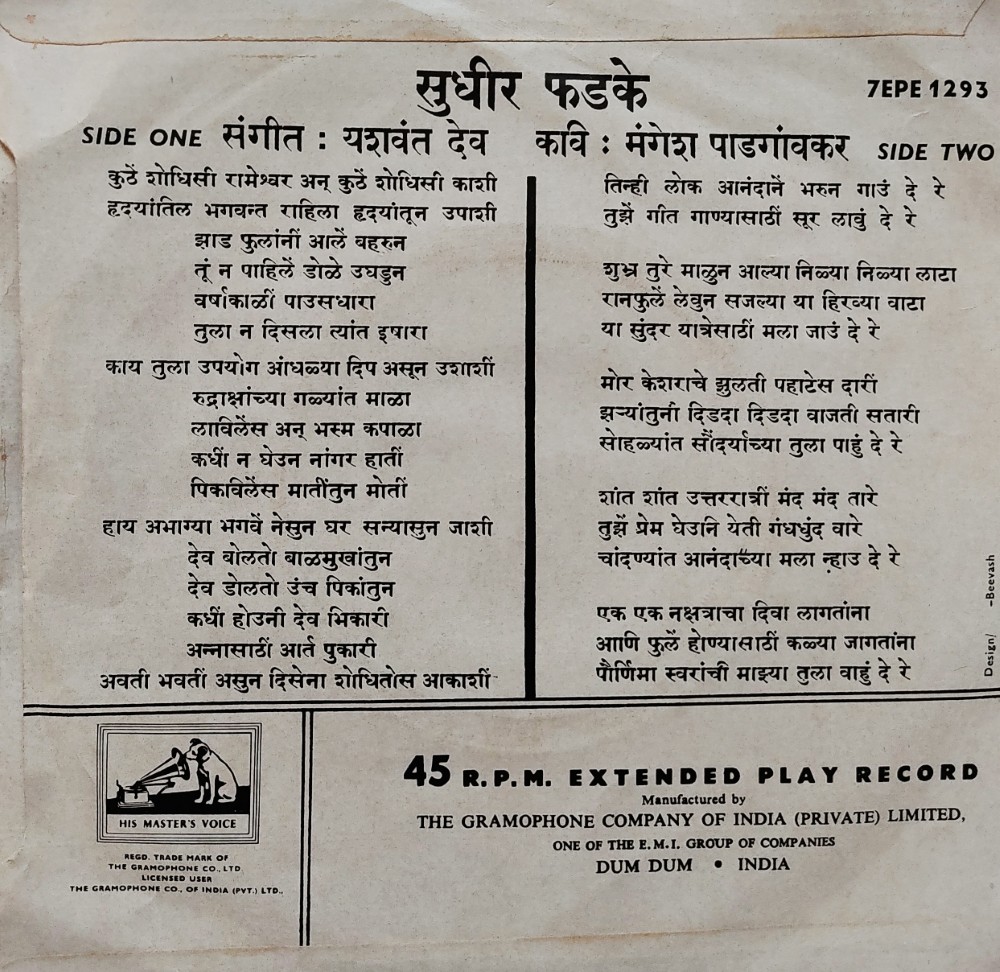 सुधीर फडके
7EPE 1293
SIDE ONE संगीत : यशवंत देव कवि : मंगेश पाडगांवकर SIDE TWO
कुठें शोधिसी रामेश्वर अन् कुठें शोधिसी काशी
हृदयांतिल भगवन्त राहिला हृदयांतून उपाशी
झाड फुलांनीं आलें बहरुन
तूं न पाहिलें डोळे उघडुन
वर्षाकाळीं पाउसधारा
तुला न दिसला त्यांत इषारा
काय तुला उपयोग आंधळ्या दिप असून उशाशीं
रुद्राक्षांच्या गळ्यांत माळा
लाविलेंस अन् भस्म कपाळा
कधीं न घेउन नांगर हातीं
पिकविलेंस मातींतुन मोतीं
हाय अभाग्या भगवें नेसुन घर सन्यासुन जाशी
देव बोलतो बाळमुखांतुन
देव डोलतो उंच पिकांतुन
कधीं होउनी देव भिकारी
अन्नासाठीं आर्त पुकारी
अवती भवतीं असुन दिसेना शोधितोस आकाशीं
तिन्ही लोक आनंदानें भरुन गाउं दे रे
तुझें गीत गाण्यासाठीं सूर लावुं दे रे
शुभ्र तुरे माळुन आल्या निळ्या निळ्या लाटा
रानफुलें लेवुन सजल्या या हिरव्या वाटा
या सुंदर यात्रेसाठीं मला जाउं दे रे
मोर केशराचे झुलती पहाटेस दारीं
झऱ्यांतुनी दिडदा दिडदा वाजती सतारी
सोहळ्यांत सौंदर्याच्या तुला पाहुं दे रे
शांत शांत उत्तररात्रीं मंद मंद तारे
तुझें प्रेम घेउनि येती गंधधुंद वारे
चांदण्यांत आनंदाच्या मला न्हाउ दे रे
एक एक नक्षत्राचा दिवा लागतांना
आणि फुलें होण्यासाठीं कळ्या जागतांना
पौर्णिमा स्वरांची माझ्या तुला वाहुं दे रे
Design/ -Beevash
HIS MASTER'S VOICE
REGD. TRADE MARK OF
THE GRAMOPHONE CO., LTD
LICENSED USER
THE GRAMOPHONE CO., OF INDIA (PVT.) LTD.,
45 R.P.M. EXTENDED PLAY RECORD
Manufactured by
THE GRAMOPHONE COMPANY OF INDIA (PRIVATE) LIMITED,
ONE OF THE E.M.I. GROUP OF COMPANIES
DUM DUM • INDIA